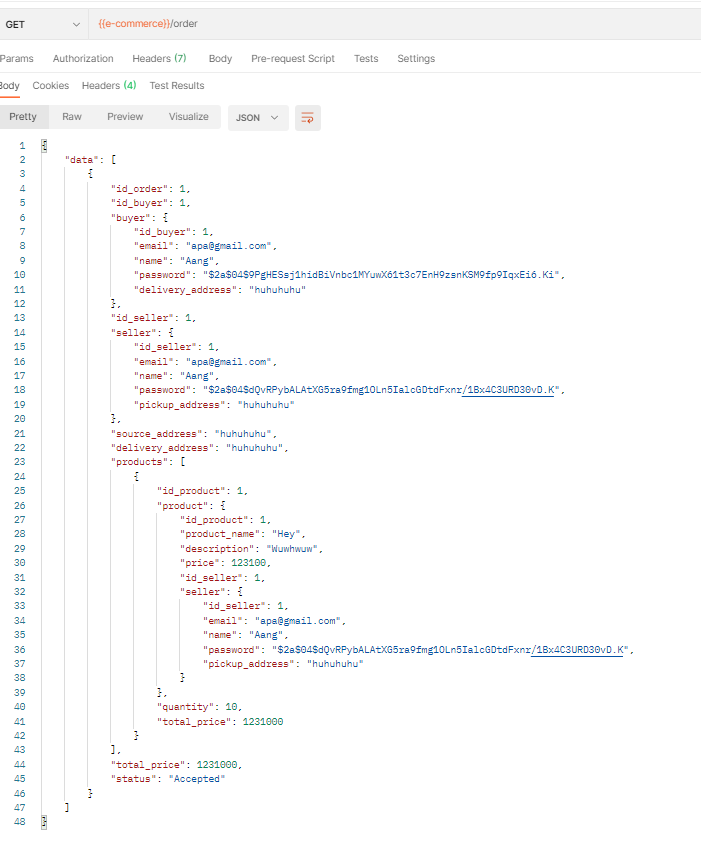 GET {{e-commerce}}/order
Params Authorization Headers (7) Body Pre-request Script Tests Settings
Body Cookies Headers (4) Test Results
Pretty Raw Preview Visualize JSON
1 {
2 "data": [
3 {
4 "id_order": 1,
5 "id_buyer": 1,
6 "buyer": {
7 "id_buyer": 1,
8 "email": "apa@gmail.com",
9 "name": "Aang",
10 "password": "$2a$04$9PgHESsj1hidBiVnbc1MYuwX61t3c7EnH9zsnKSM9fp9IqxEi6.Ki",
11 "delivery_address": "huhuhuhu"
12 },
13 "id_seller": 1,
14 "seller": {
15 "id_seller": 1,
16 "email": "apa@gmail.com",
17 "name": "Aang",
18 "password": "$2a$04$dQvRPybALAtXG5ra9fmg1OLn5IalcGDtdFxnr/1Bx4C3URD30vD.K",
19 "pickup_address": "huhuhuhu"
20 },
21 "source_address": "huhuhuhu",
22 "delivery_address": "huhuhuhu",
23 "products": [
24 {
25 "id_product": 1,
26 "product": {
27 "id_product": 1,
28 "product_name": "Hey",
29 "description": "Wuwhwuw",
30 "price": 123100,
31 "id_seller": 1,
32 "seller": {
33 "id_seller": 1,
34 "email": "apa@gmail.com",
35 "name": "Aang",
36 "password": "$2a$04$dQvRPybALAtXG5ra9fmg1OLn5IalcGDtdFxnr/1Bx4C3URD30vD.K",
37 "pickup_address": "huhuhuhu"
38 }
39 },
40 "quantity": 10,
41 "total_price": 1231000
42 }
43 ],
44 "total_price": 1231000,
45 "status": "Accepted"
46 }
47 ]
48 }